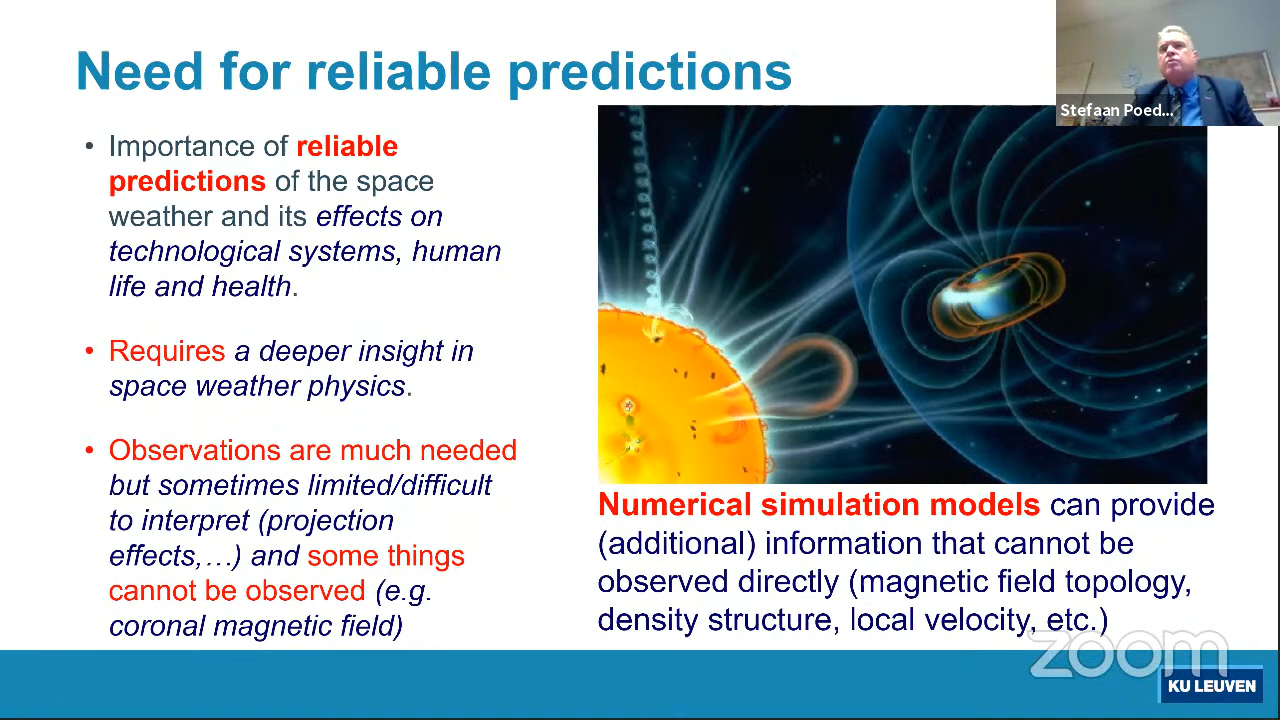 Need for reliable predictions
Stefaan Poed...
• Importance of reliable
predictions of the space
weather and its effects on
technological systems, human
life and health.
• Requires a deeper insight in
space weather physics.
• Observations are much needed
but sometimes limited/difficult
to interpret (projection
effects,…) and some things
cannot be observed (e.g.
coronal magnetic field)
Numerical simulation models can provide
(additional) information that cannot be
observed directly (magnetic field topology,
density structure, local velocity, etc.)
zoom
KU LEUVEN